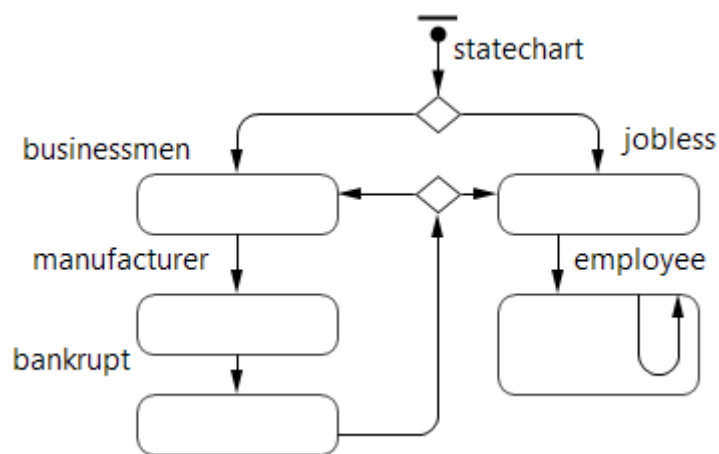 statechart
businessmen
jobless
manufacturer
employee
bankrupt